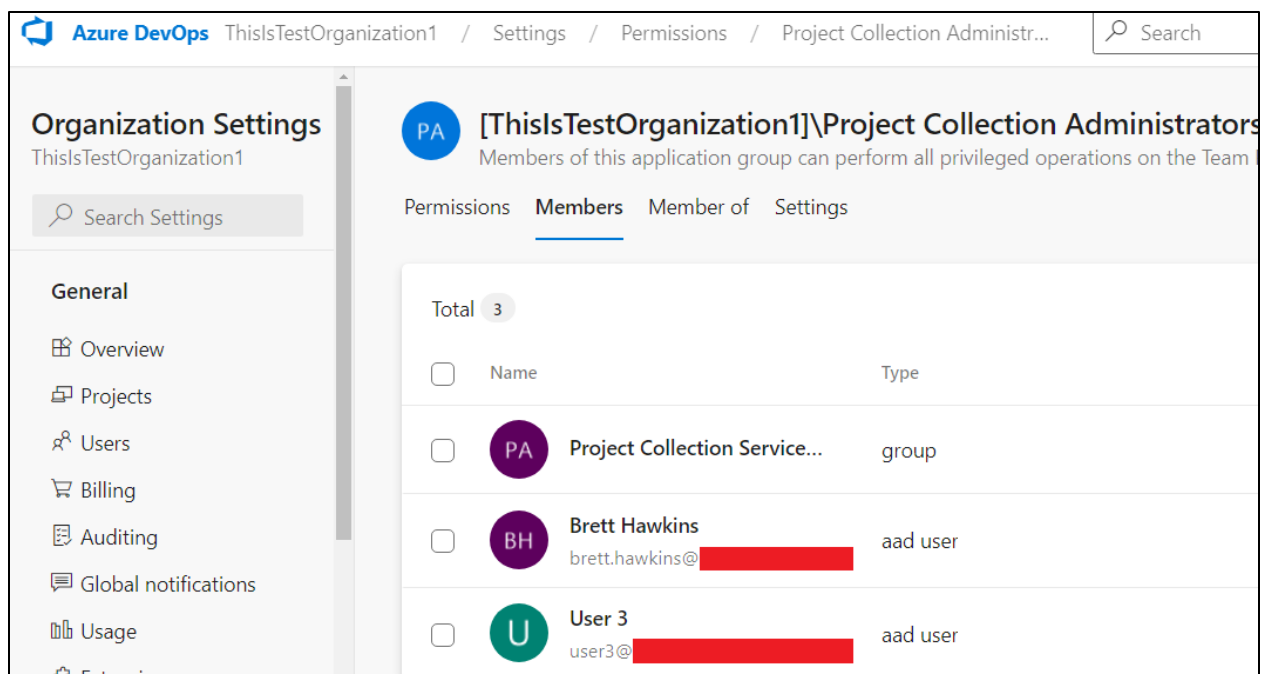 Azure DevOps ThisIsTestOrganization1 / Settings / Permissions / Project Collection Administr... Search
Organization Settings
ThisIsTestOrganization1
Search Settings
General
Overview
Projects
Users
Billing
Auditing
Global notifications
Usage
PA
[ThisIsTestOrganization1]\Project Collection Administrators
Members of this application group can perform all privileged operations on the Team
Permissions Members Member of Settings
Total 3
Name Type
PA Project Collection Service... group
BH Brett Hawkins aad user
brett.hawkins@
U User 3 aad user
user3@